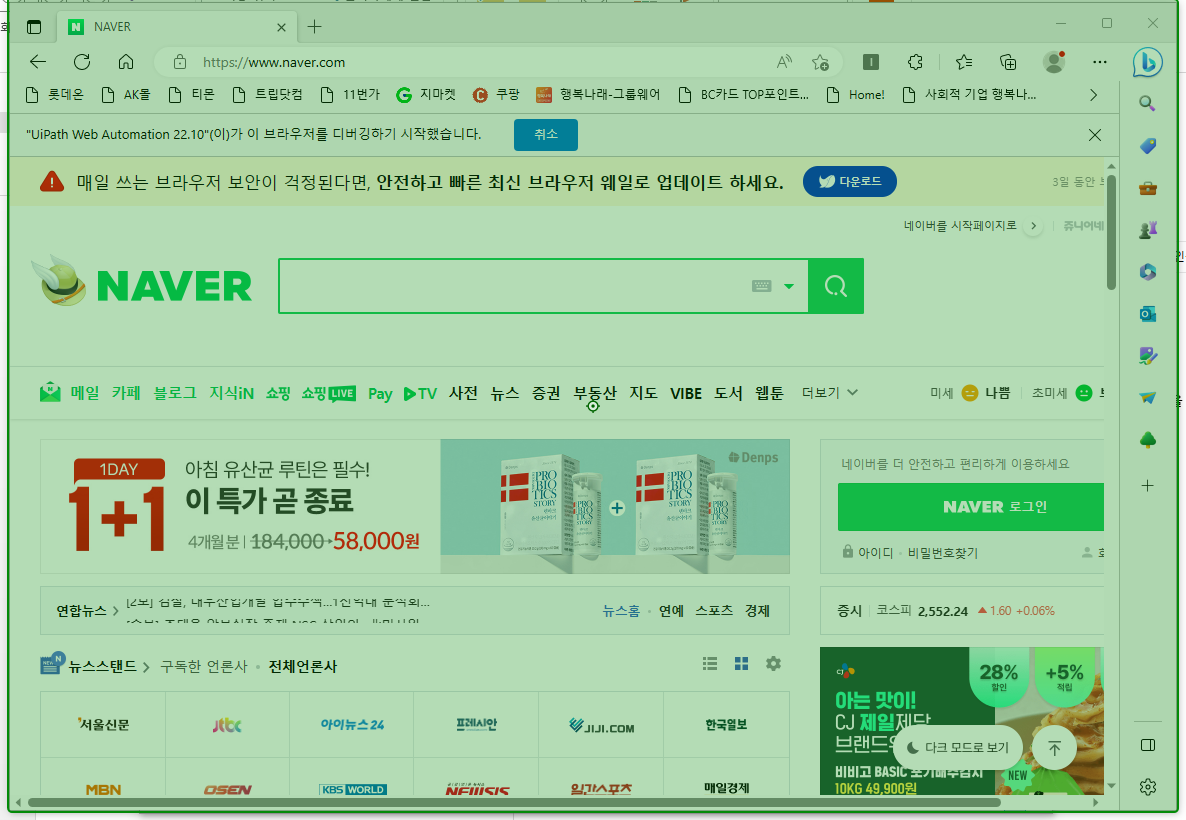 NAVER
https://www.naver.com
롯데온
AK몰
티몬
트립닷컴
11번가
지마켓
쿠팡
행복나래-그룹웨어
BC카드 TOP포인트...
Home!
사회적 기업 행복나...
"UiPath Web Automation 22.10"(이)가 이 브라우저를 디버깅하기 시작했습니다.
취소
매일 쓰는 브라우저 보안이 걱정된다면, 안전하고 빠른 최신 브라우저 웨일로 업데이트 하세요.
다운로드
3일 동안
네이버를 시작페이지로
쥬니어네
NAVER
메일 카페 블로그 지식iN 쇼핑 쇼핑LIVE Pay TV 사전 뉴스 증권 부동산 지도 VIBE 도서 웹툰 더보기
미세 나쁨 초미세
1DAY
1+1
아침 유산균 루틴은 필수!
이 특가 곧 종료
4개월분 184,000 58,000원
Denps
PRO
BIO
TICS
STORY
PRO
BIO
TICS
STORY
네이버를 더 안전하고 편리하게 이용하세요
NAVER 로그인
아이디 · 비밀번호찾기
연합뉴스
뉴스홈 · 연예 스포츠 경제
증시 코스피 2,552.24 ▲1.60 +0.06%
뉴스스탠드 구독한 언론사 · 전체언론사
서울신문
jtbc
아이뉴스24
프레시안
JIJI.COM
한국일보
MBN
OSEN
KBS WORLD
NEWSIS
일간스포츠
매일경제
CJ
28%
할인
+5%
적립
아는 맛이!
CJ 제일제당
다크 모드로 보기
비비고 BASIC
NEW
10KG 49,900원